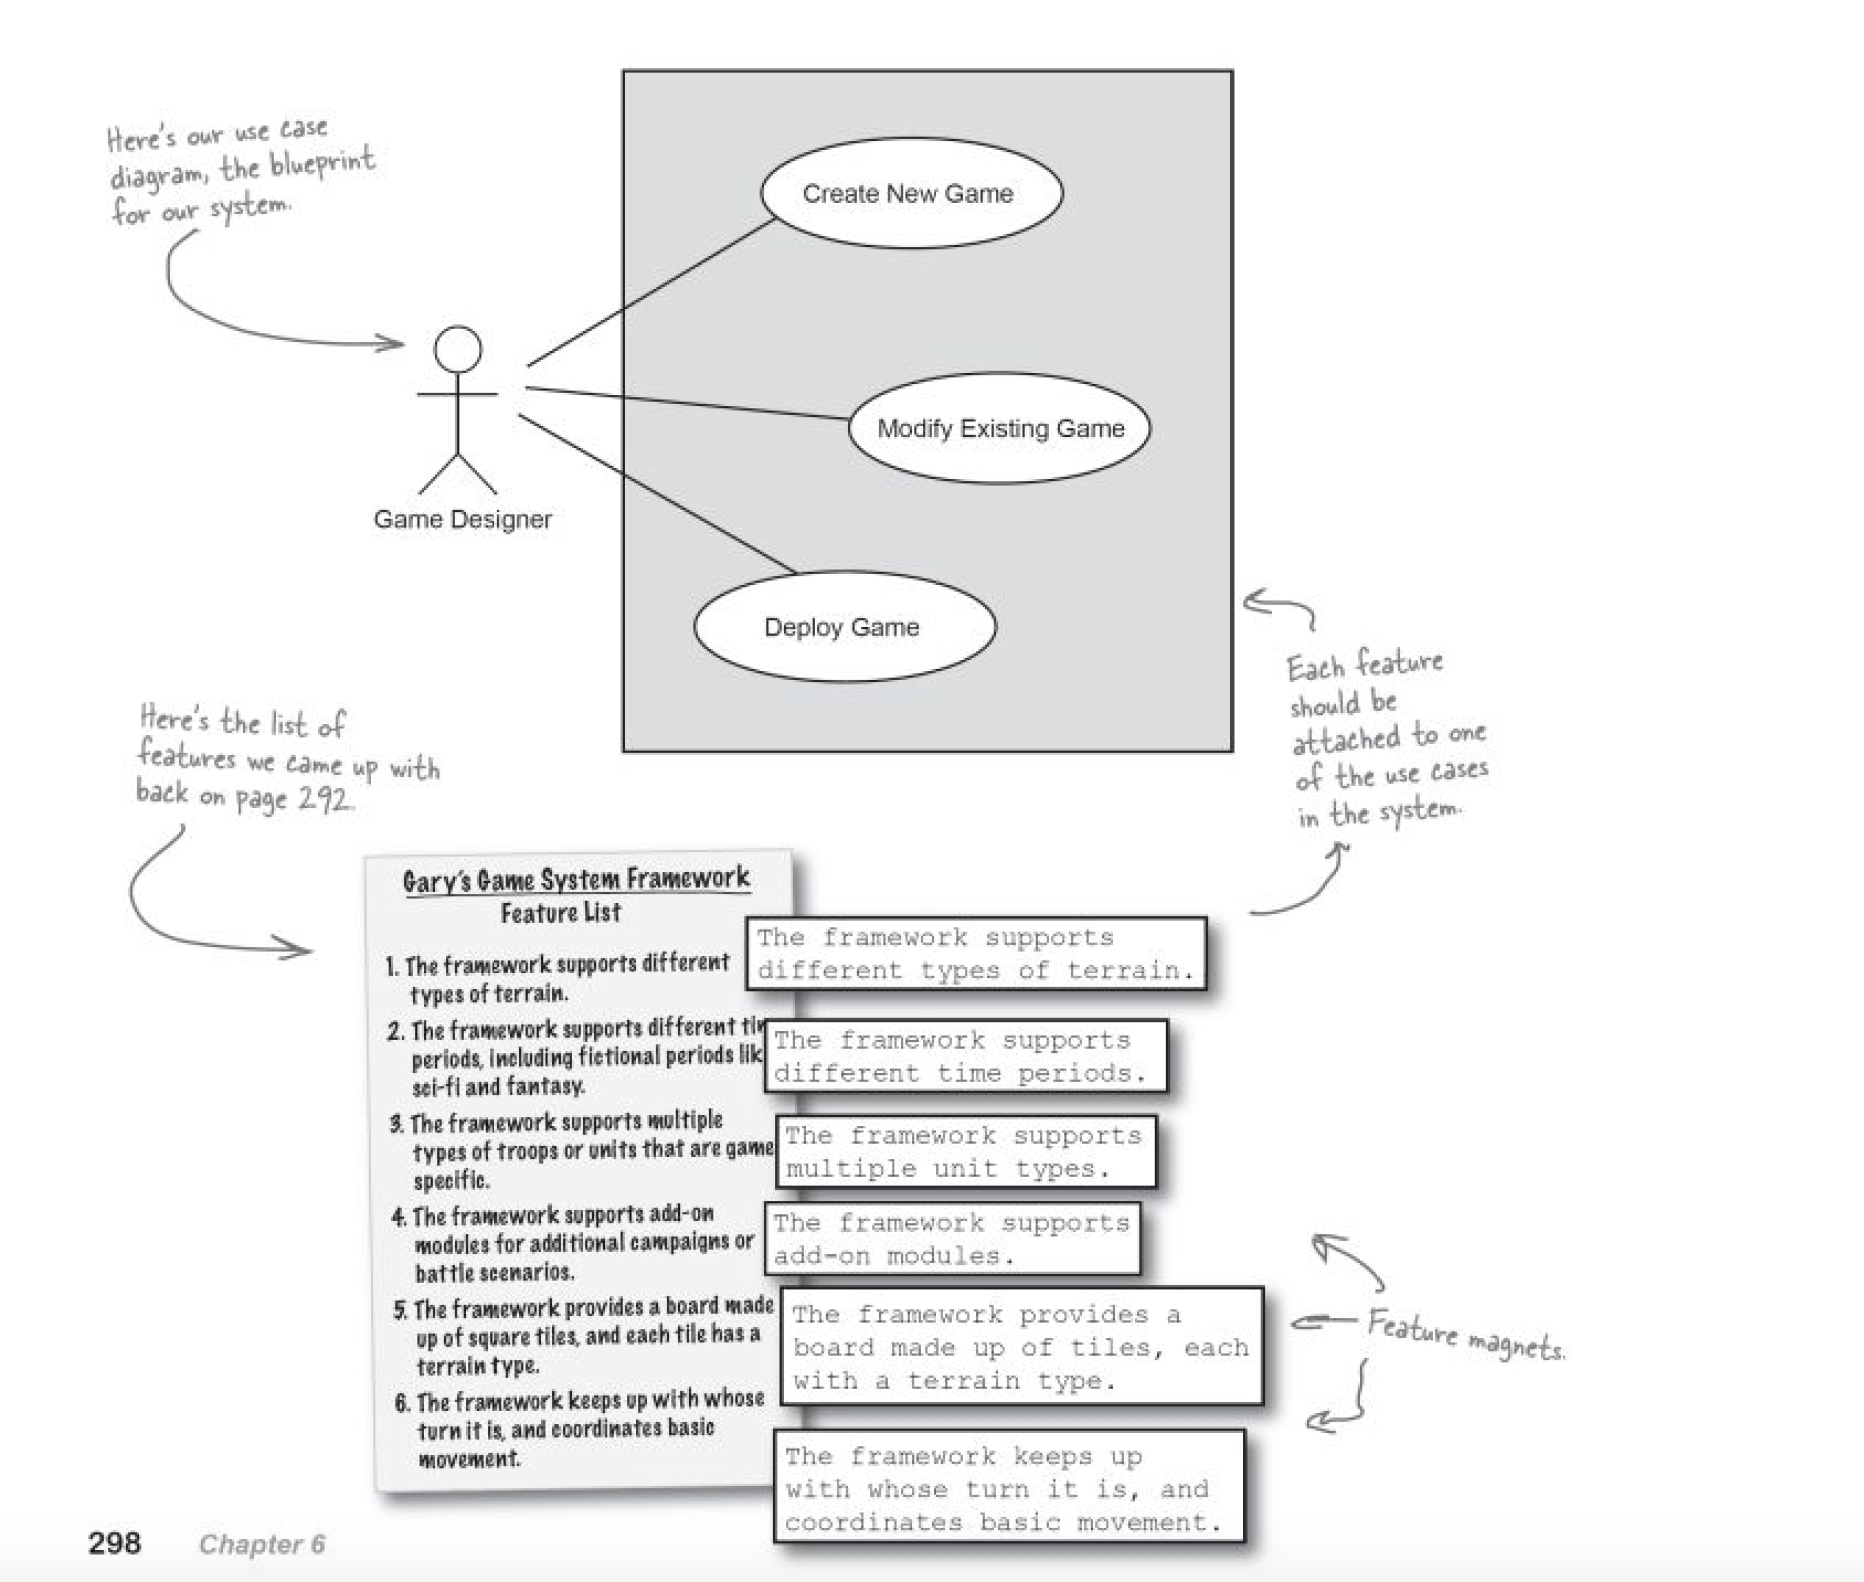 Here's our use case
diagram, the blueprint
for our system.
Create New Game
Modify Existing Game
Game Designer
Deploy Game
Each feature
should be
attached to one
of the use cases
in the system.
Here's the list of
features we came up with
back on page 292.
Gary's Game System Framework
Feature List
1. The framework supports different
types of terrain.
2. The framework supports different
periods, including fictional periods
sci-fi and fantasy.
3. The framework supports multiple
types of troops or units that are game
specific.
4. The framework supports add-on
modules for additional campaigns or
battle scenarios.
5. The framework provides a board made
up of square tiles, and each tile has a
terrain type.
6. The framework keeps up with whose
turn it is, and coordinates basic
movement.
The framework supports
different types of terrain.
The framework supports
different time periods.
The framework supports
multiple unit types.
The framework supports
add-on modules.
The framework provides a
board made up of tiles, each
with a terrain type.
The framework keeps up
with whose turn it is, and
coordinates basic movement.
Feature magnets.
298 Chapter 6